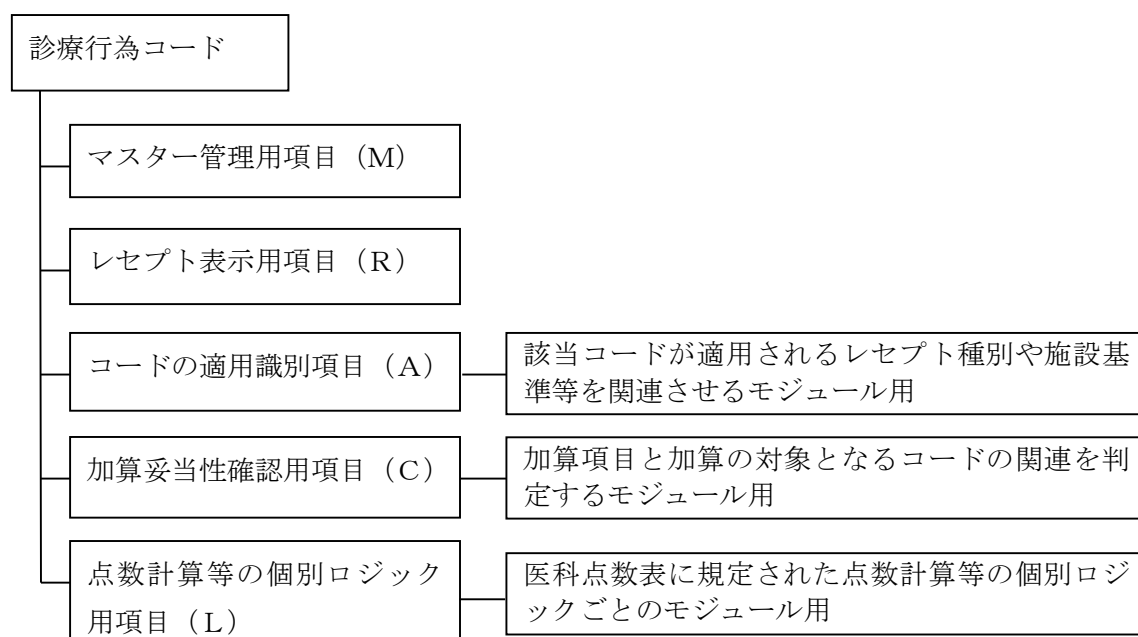 診療行為コード
マスター管理用項目（M）
レセプト表示用項目（Ｒ）
コードの適用識別項目（A）
該当コードが適用されるレセプト種別や施設基
準等を関連させるモジュール用
加算妥当性確認用項目（Ｃ）
加算項目と加算の対象となるコードの関連を判
定するモジュール用
点数計算等の個別ロジック
用項目（Ｌ）
医科点数表に規定された点数計算等の個別ロジ
ックごとのモジュール用